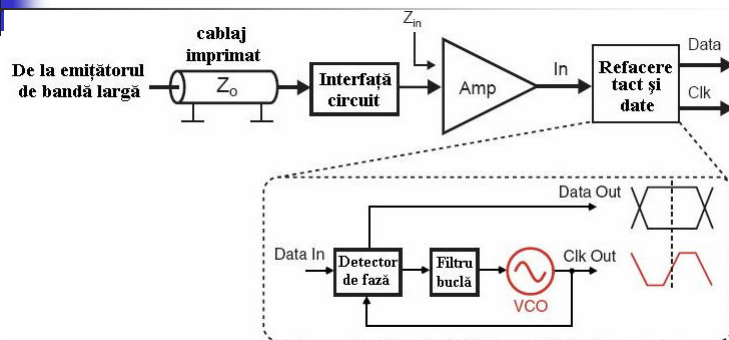 cablaj
imprimat
De la emițătorul
de bandă largă
Zo
Interfață
circuit
Zin
Amp
In
Refacere
tact și
date
Data
Clk
Data Out
Data In
Detector
de fază
Filtru
buclă
VCO
Clk Out